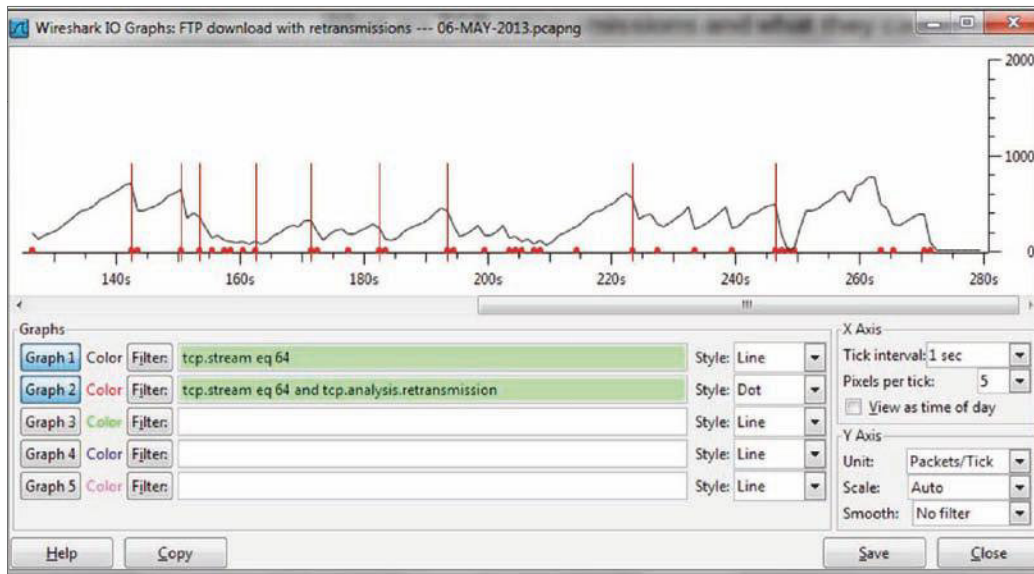 Wireshark IO Graphs: FTP download with retransmissions --- 06-MAY-2013.pcapng
2000
1000
0
140s 160s 180s 200s 220s 240s 260s 280s
Graphs
Graph 1 Color Filter: tcp.stream eq 64 Style: Line
Graph 2 Color Filter: tcp.stream eq 64 and tcp.analysis.retransmission Style: Dot
Graph 3 Color Filter: Style: Line
Graph 4 Color Filter: Style: Line
Graph 5 Color Filter: Style: Line
X Axis
Tick interval: 1 sec
Pixels per tick: 5
View as time of day
Y Axis
Unit: Packets/Tick
Scale: Auto
Smooth: No filter
Help Copy Save Close